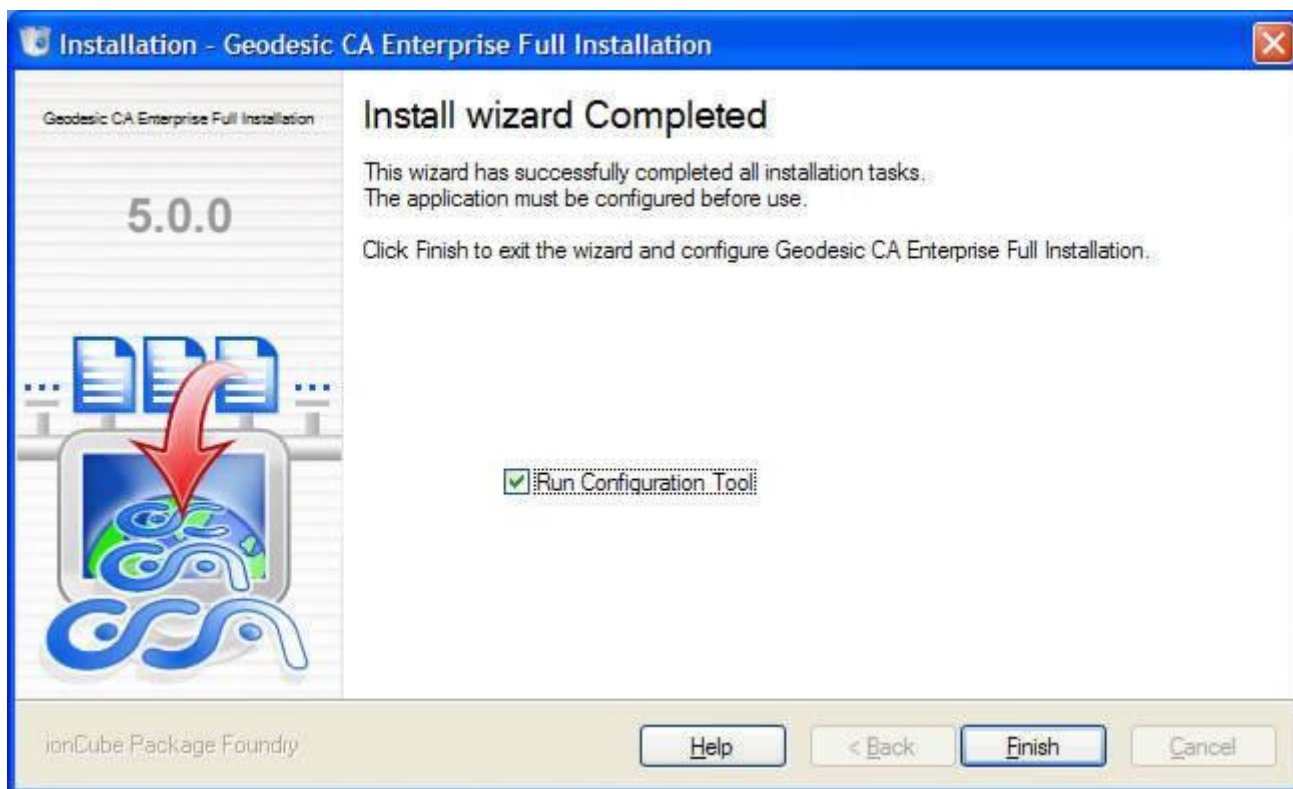 Installation - Geodesic CA Enterprise Full Installation
Geodesic CA Enterprise Full Installation
5.0.0
Install wizard Completed
This wizard has successfully completed all installation tasks.
The application must be configured before use.
Click Finish to exit the wizard and configure Geodesic CA Enterprise Full Installation.
Run Configuration Tool
ionCube Package Foundry
Help
< Back
Finish
Cancel